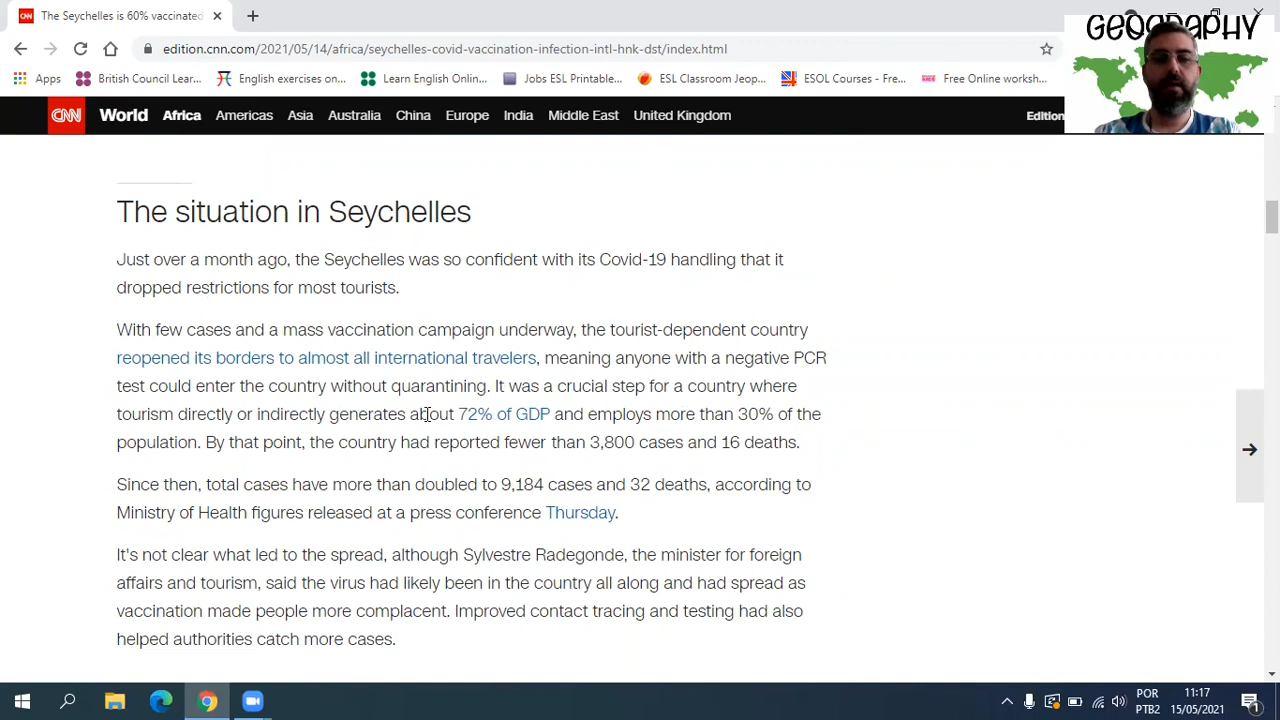 The Seychelles is 60% vaccinated
GEOGRAPHY
edition.cnn.com/2021/05/14/africa/seychelles-covid-vaccination-infection-intl-hnk-dst/index.html
Apps British Council Lear... English exercises on... Learn English Onlin... Jobs ESL Printable... ESL Classroom Jeop... ESOL Courses - Fre... Free Online worksh...
CNN World Africa Americas Asia Australia China Europe India Middle East United Kingdom Edition
The situation in Seychelles
Just over a month ago, the Seychelles was so confident with its Covid-19 handling that it
dropped restrictions for most tourists.
With few cases and a mass vaccination campaign underway, the tourist-dependent country
reopened its borders to almost all international travelers, meaning anyone with a negative PCR
test could enter the country without quarantining. It was a crucial step for a country where
tourism directly or indirectly generates about 72% of GDP and employs more than 30% of the
population. By that point, the country had reported fewer than 3,800 cases and 16 deaths.
Since then, total cases have more than doubled to 9,184 cases and 32 deaths, according to
Ministry of Health figures released at a press conference Thursday.
It's not clear what led to the spread, although Sylvestre Radegonde, the minister for foreign
affairs and tourism, said the virus had likely been in the country all along and had spread as
vaccination made people more complacent. Improved contact tracing and testing had also
helped authorities catch more cases.
POR 11:17
PTB2 15/05/2021